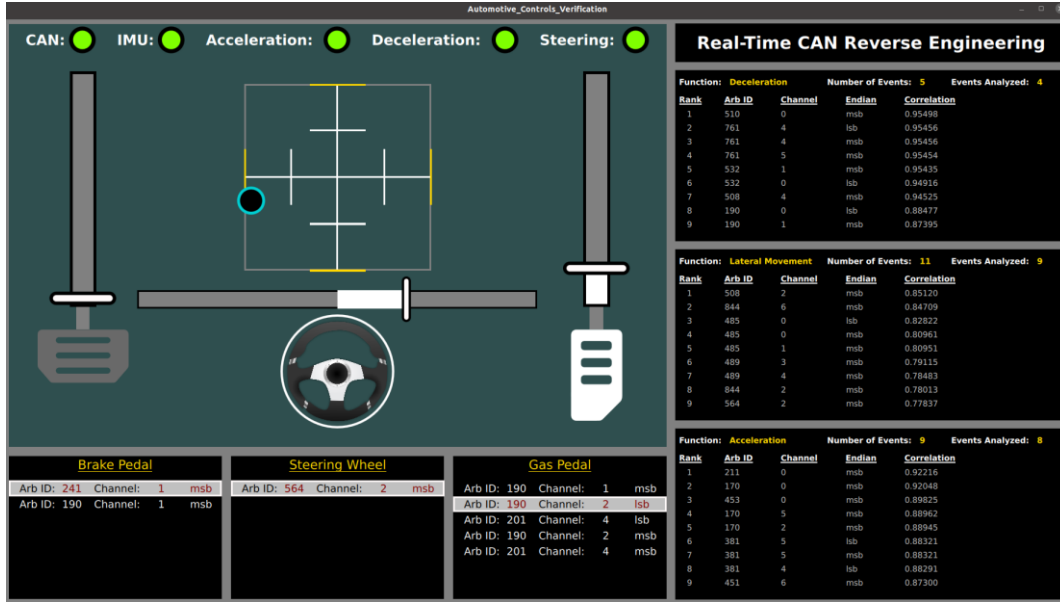 Automotive_Controls_Verification
CAN: IMU: Acceleration: Deceleration: Steering:
Real-Time CAN Reverse Engineering
Function: Deceleration Number of Events: 5 Events Analyzed: 4
Rank Arb ID Channel Endian Correlation
1 510 0 msb 0.95498
2 761 4 lsb 0.95456
3 761 4 msb 0.95456
4 761 5 msb 0.95454
5 532 1 msb 0.95435
6 532 0 lsb 0.94916
7 508 4 msb 0.94525
8 190 0 lsb 0.88477
9 190 1 msb 0.87395
Function: Lateral Movement Number of Events: 11 Events Analyzed: 9
Rank Arb ID Channel Endian Correlation
1 508 2 msb 0.85120
2 844 6 msb 0.84709
3 485 0 lsb 0.82822
4 485 0 msb 0.80961
5 485 1 msb 0.80951
6 489 3 msb 0.79115
7 489 4 msb 0.78483
8 844 2 msb 0.78013
9 564 2 msb 0.77837
Function: Acceleration Number of Events: 9 Events Analyzed: 8
Rank Arb ID Channel Endian Correlation
1 211 0 msb 0.92216
2 170 0 msb 0.92048
3 453 0 msb 0.89825
4 170 5 msb 0.88962
5 170 2 msb 0.88945
6 381 5 lsb 0.88321
7 381 5 msb 0.88321
8 381 4 lsb 0.88291
9 451 6 msb 0.87300
Brake Pedal
Arb ID: 241 Channel: 1 msb
Arb ID: 190 Channel: 1 msb
Steering Wheel
Arb ID: 564 Channel: 2 msb
Gas Pedal
Arb ID: 190 Channel: 1 msb
Arb ID: 190 Channel: 2 lsb
Arb ID: 201 Channel: 4 lsb
Arb ID: 190 Channel: 2 msb
Arb ID: 201 Channel: 4 msb